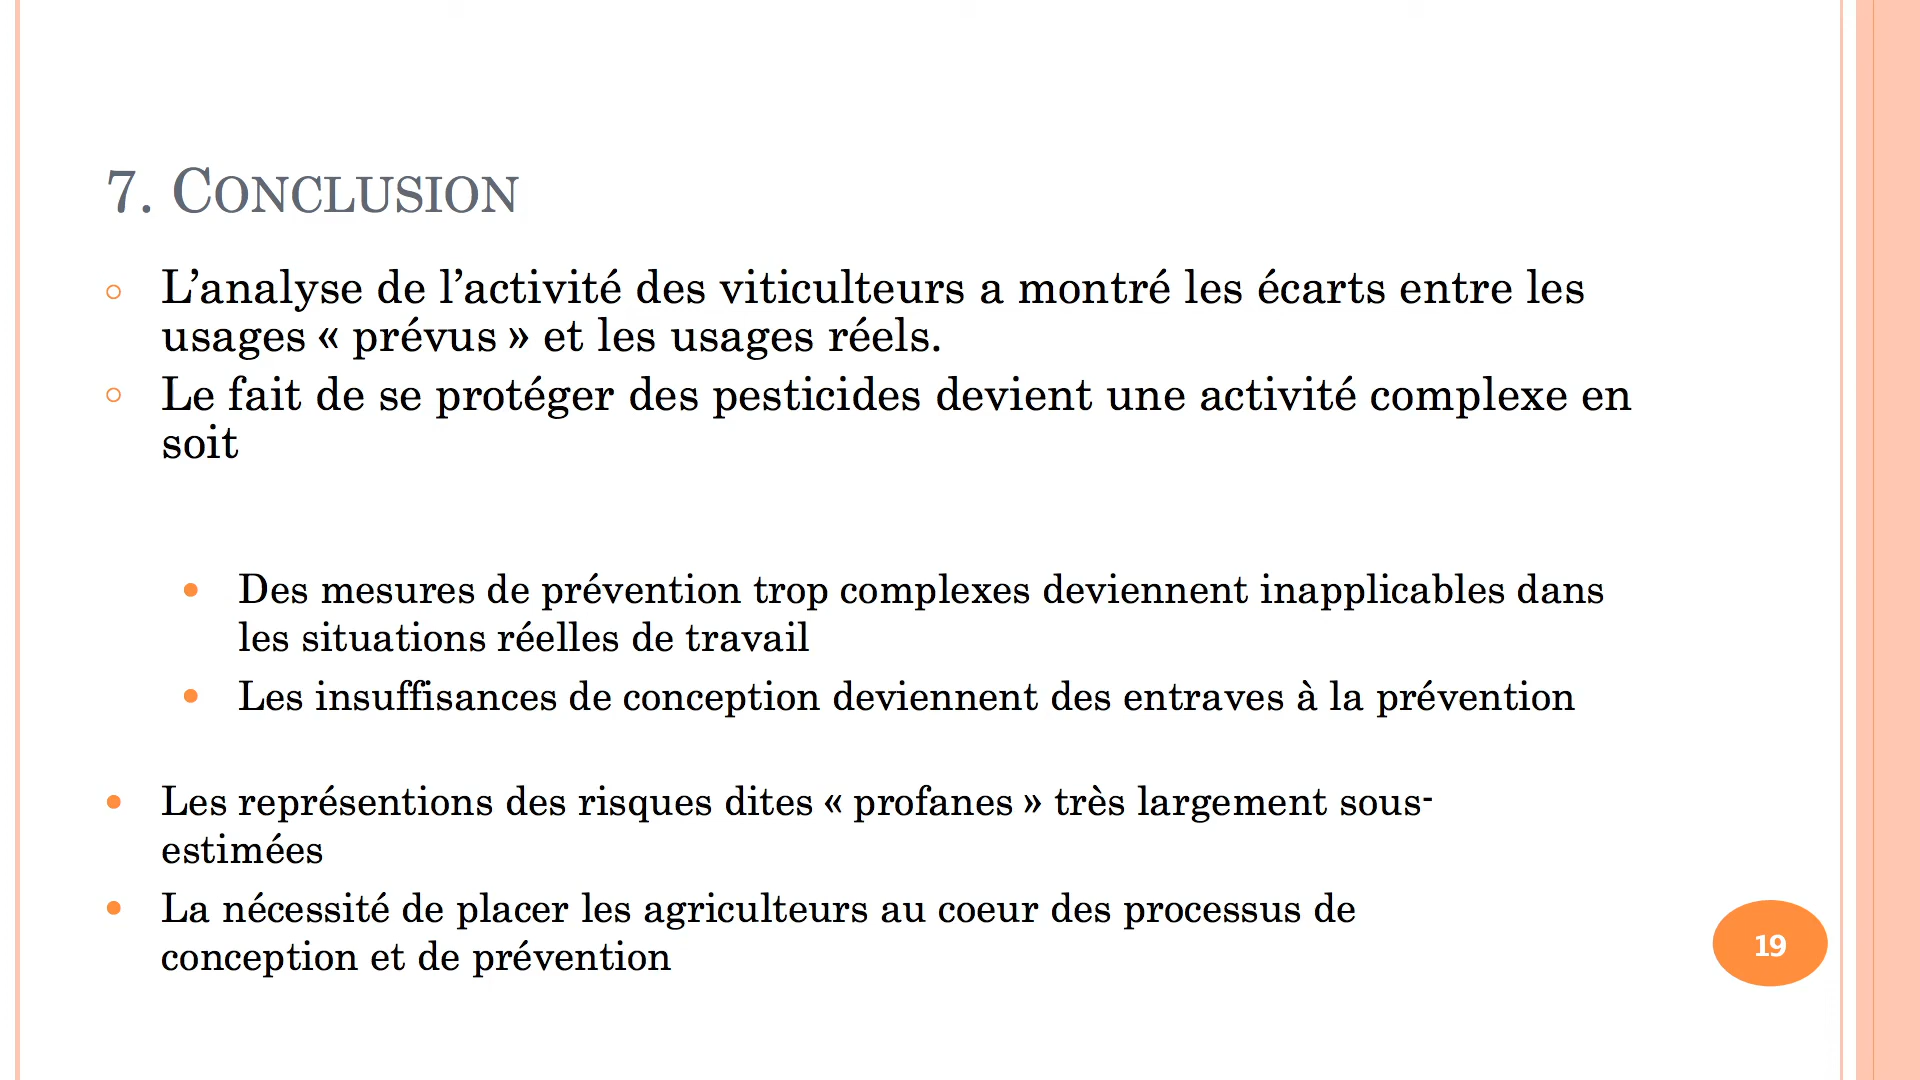 7. CONCLUSION
L’analyse de l’activité des viticulteurs a montré les écarts entre les
usages « prévus » et les usages réels.
Le fait de se protéger des pesticides devient une activité complexe en
soit
Des mesures de prévention trop complexes deviennent inapplicables dans
les situations réelles de travail
Les insuffisances de conception deviennent des entraves à la prévention
Les représentions des risques dites « profanes » très largement sous-
estimées
La nécessité de placer les agriculteurs au coeur des processus de
conception et de prévention
19